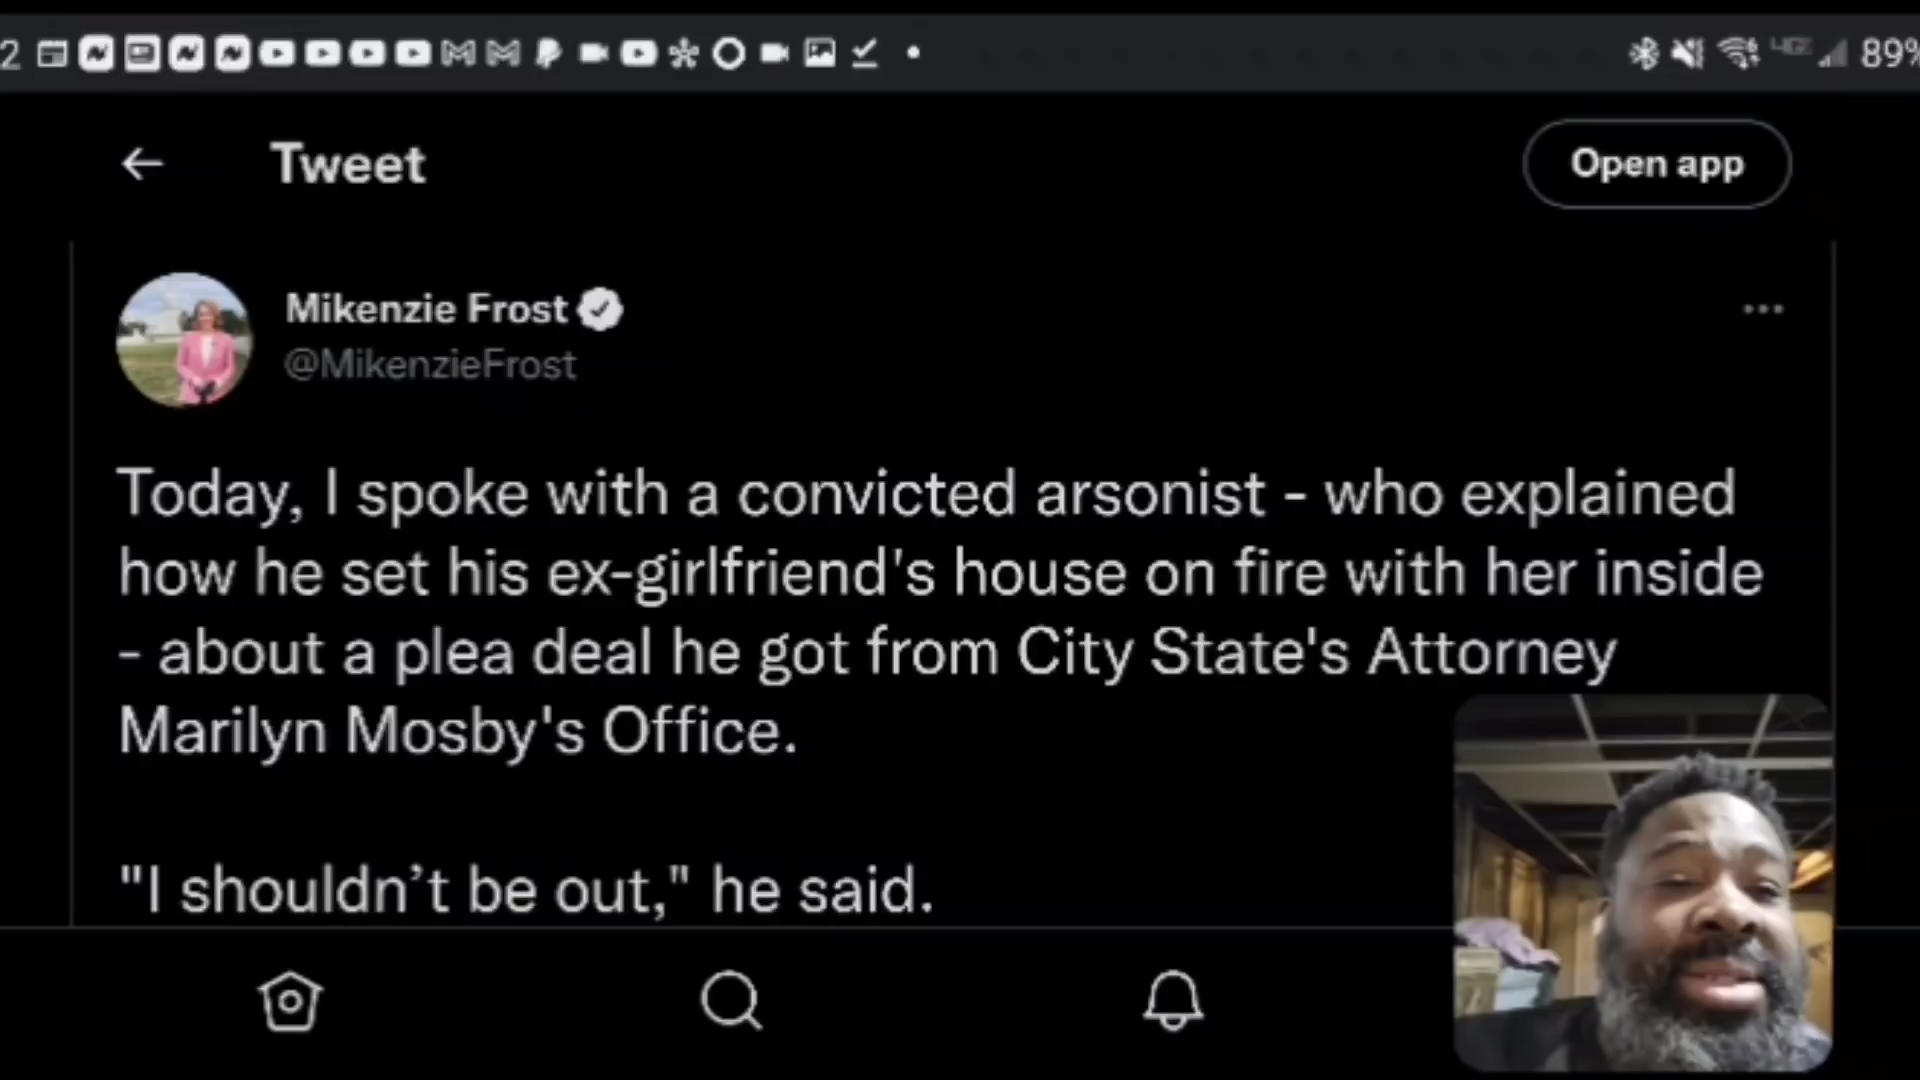 2
89%
Tweet
Open app
Mikenzie Frost
@MikenzieFrost
Today, I spoke with a convicted arsonist - who explained
how he set his ex-girlfriend's house on fire with her inside
- about a plea deal he got from City State's Attorney
Marilyn Mosby's Office.
"I shouldn’t be out," he said.